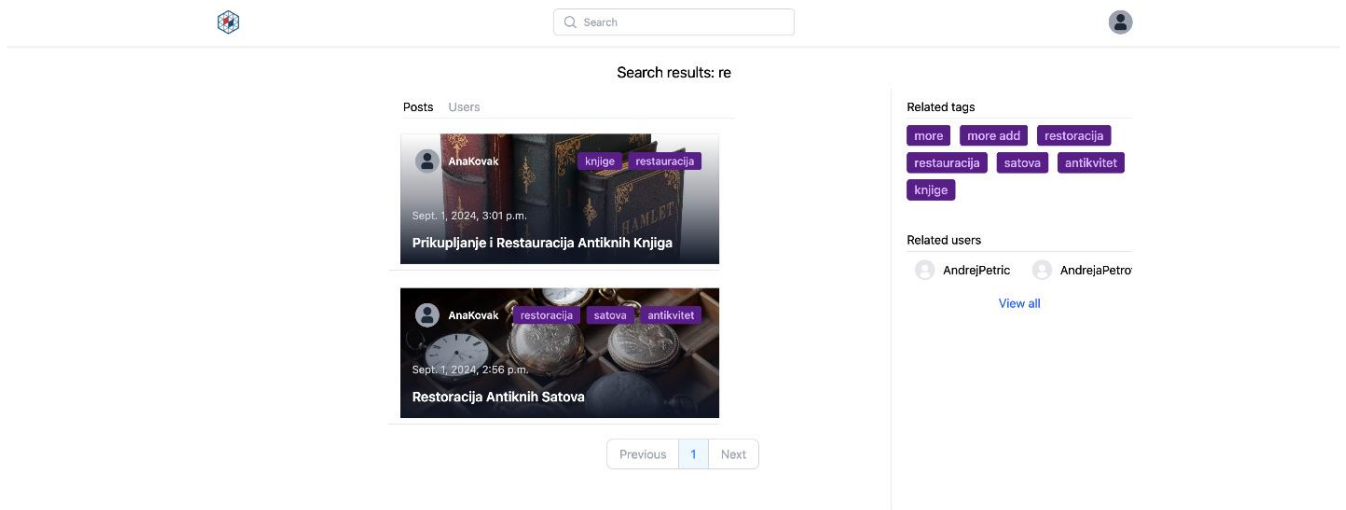 Search
Search results: re
Posts Users
AnaKovak knjige restauracija
HAMLET
Sept. 1, 2024, 3:01 p.m.
Prikupljanje i Restauracija Antiknih Knjiga
AnaKovak restoracija satova antikvitet
Sept. 1, 2024, 2:56 p.m.
Restoracija Antiknih Satova
Previous 1 Next
Related tags
more more add restoracija
restauracija satova antikvitet
knjige
Related users
AndrejPetric AndrejaPetro
View all